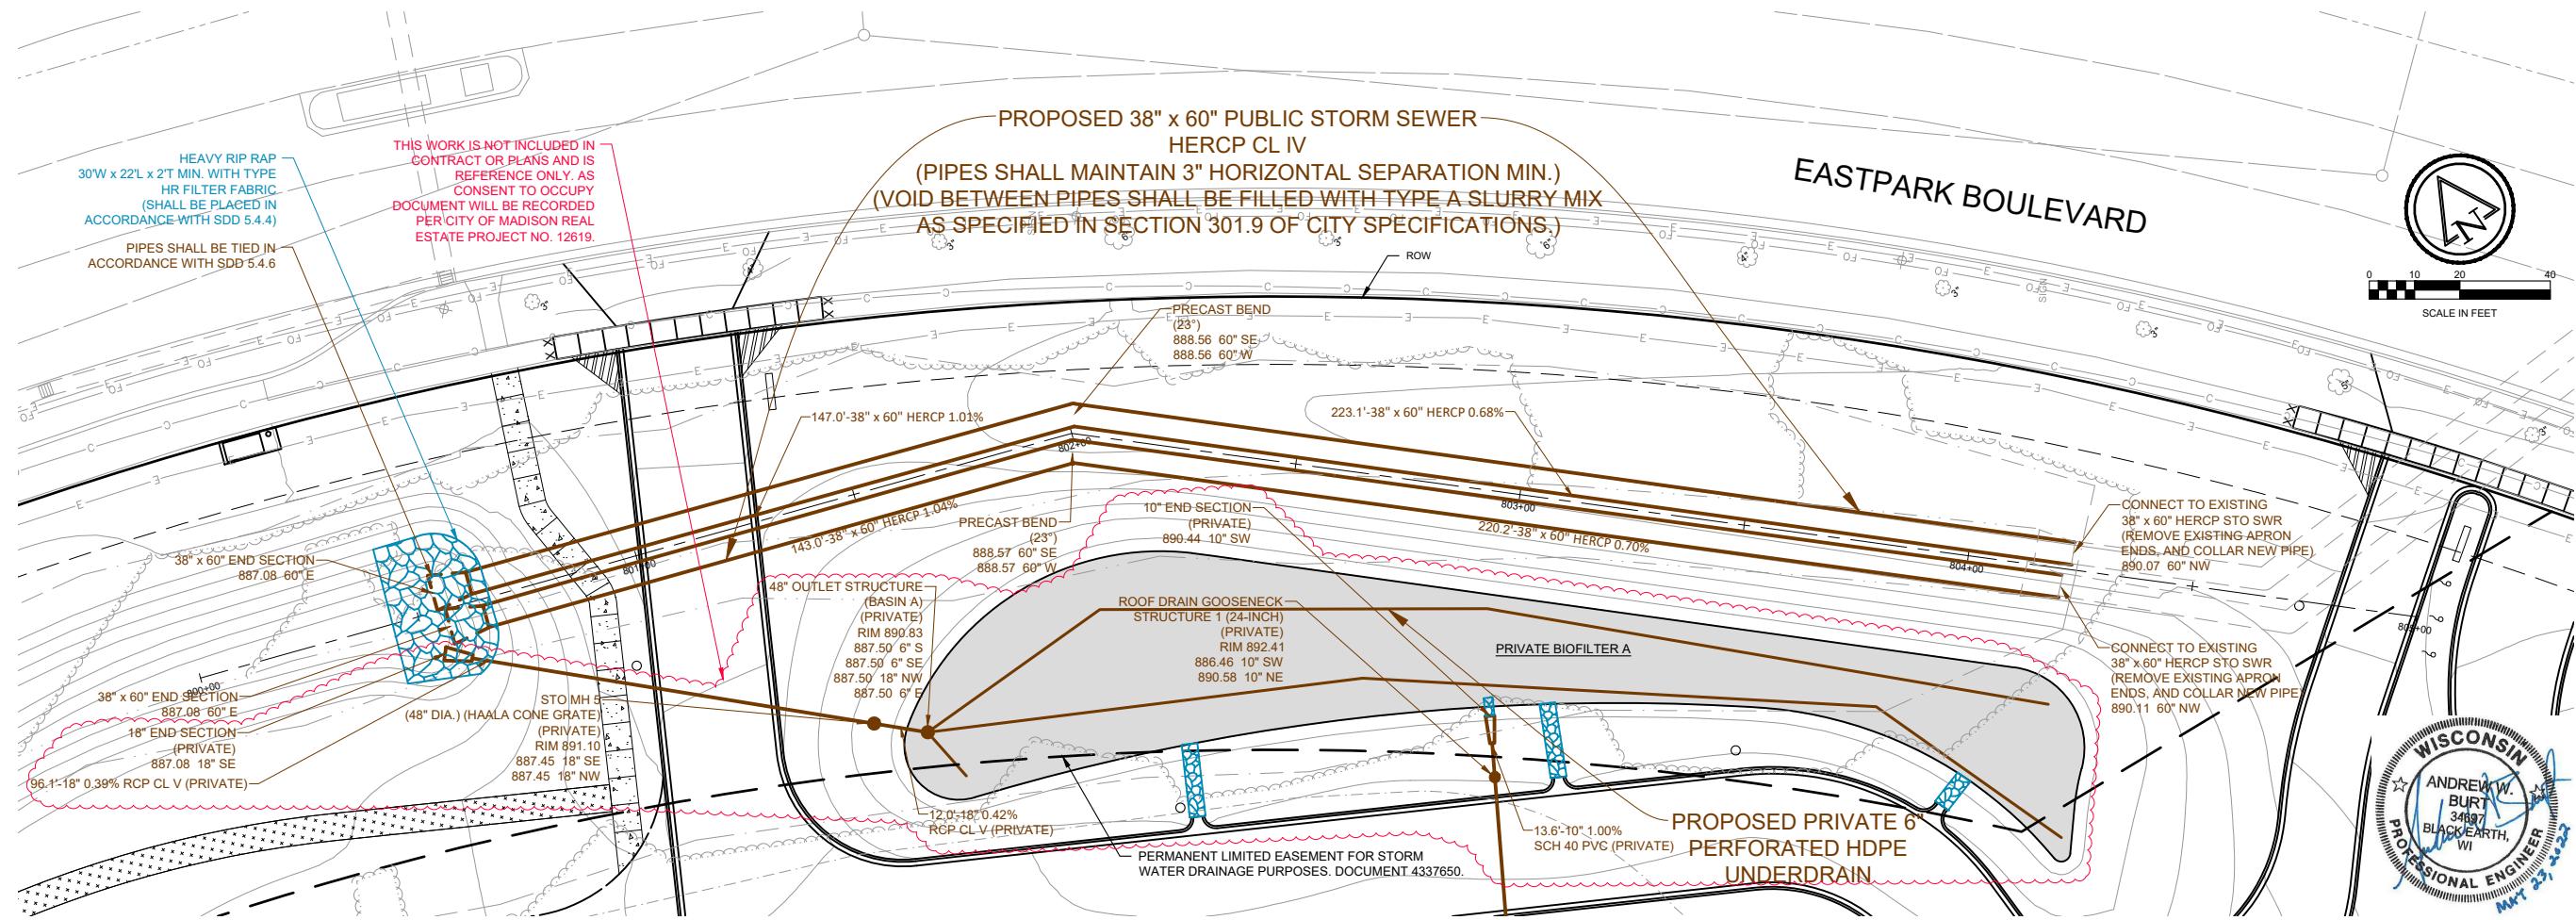 PROPOSED 38" x 60" PUBLIC STORM SEWER
HERCP CL IV
(PIPES SHALL MAINTAIN 3" HORIZONTAL SEPARATION MIN.)
(VOID BETWEEN PIPES SHALL BE FILLED WITH TYPE A SLURRY MIX
AS SPECIFIED IN SECTION 301.9 OF CITY SPECIFICATIONS.)
HEAVY RIP RAP
30'W x 22'L x 2'T MIN. WITH TYPE
HR FILTER FABRIC
(SHALL BE PLACED IN
ACCORDANCE WITH SDD 5.4.4)
PIPES SHALL BE TIED IN
ACCORDANCE WITH SDD 5.4.6
THIS WORK IS NOT INCLUDED IN
CONTRACT OR PLANS AND IS
REFERENCE ONLY. AS
CONSENT TO OCCUPY
DOCUMENT WILL BE RECORDED
PER CITY OF MADISON REAL
ESTATE PROJECT NO. 12619.
EASTPARK BOULEVARD
N
0 10 20 40
SCALE IN FEET
ROW
PRECAST BEND
(23°)
888.56 60" SE
888.56 60" W
147.0'-38" x 60" HERCP 1.01%
223.1'-38" x 60" HERCP 0.68%
802+00
803+00
804+00
805+00
801+00
800+00
143.0'-38" x 60" HERCP 1.04%
220.2'-38" x 60" HERCP 0.70%
PRECAST BEND
(23°)
888.57 60" SE
888.57 60" W
10" END SECTION
(PRIVATE)
890.44 10" SW
CONNECT TO EXISTING
38" x 60" HERCP STO SWR
(REMOVE EXISTING APRON
ENDS, AND COLLAR NEW PIPE)
890.07 60" NW
38" x 60" END SECTION
887.08 60" E
48" OUTLET STRUCTURE
(BASIN A)
(PRIVATE)
RIM 890.83
887.50 6" S
887.50 6" SE
887.50 18" NW
887.50 6" E
ROOF DRAIN GOOSENECK
STRUCTURE 1 (24-INCH)
(PRIVATE)
RIM 892.41
886.46 10" SW
890.58 10" NE
PRIVATE BIOFILTER A
CONNECT TO EXISTING
38" x 60" HERCP STO SWR
(REMOVE EXISTING APRON
ENDS, AND COLLAR NEW PIPE)
890.11 60" NW
38" x 60" END SECTION
887.08 60" E
18" END SECTION
(PRIVATE)
887.08 18" SE
96.1'-18" 0.39% RCP CL V (PRIVATE)
STO MH 5
(48" DIA.) (HAALA CONE GRATE)
(PRIVATE)
RIM 891.10
887.45 18" SE
887.45 18" NW
12.0'-18" 0.42%
RCP CL V (PRIVATE)
PERMANENT LIMITED EASEMENT FOR STORM
WATER DRAINAGE PURPOSES. DOCUMENT 4337650.
13.6'-10" 1.00%
SCH 40 PVC (PRIVATE)
PROPOSED PRIVATE 6"
PERFORATED HDPE
UNDERDRAIN
WISCONSIN
ANDREW W.
BURT
34697
BLACK EARTH,
WI
PROFESSIONAL ENGINEER
MAY 23, 2022